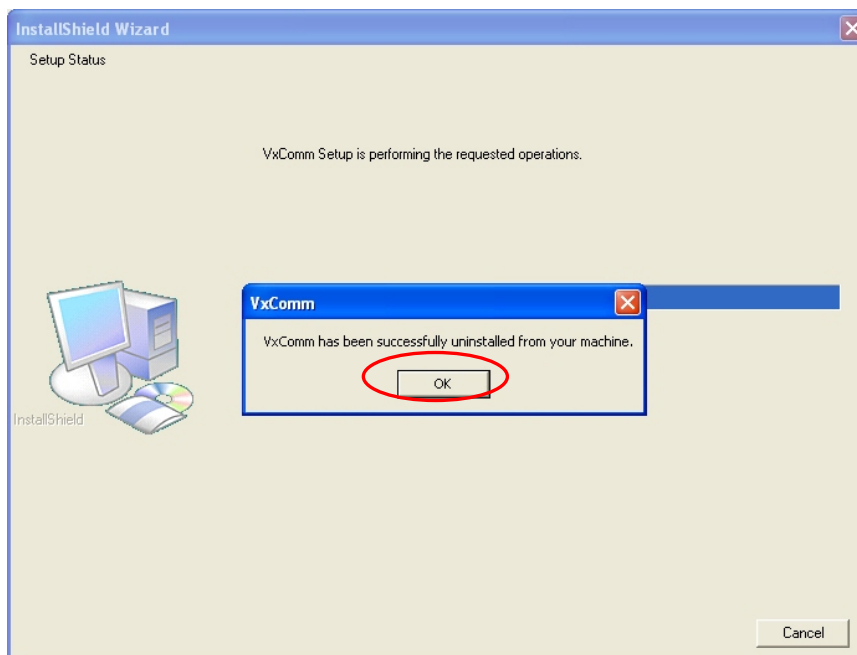 InstallShield Wizard
Setup Status
VxComm Setup is performing the requested operations.
VxComm
VxComm has been successfully uninstalled from your machine.
OK
InstallShield
Cancel